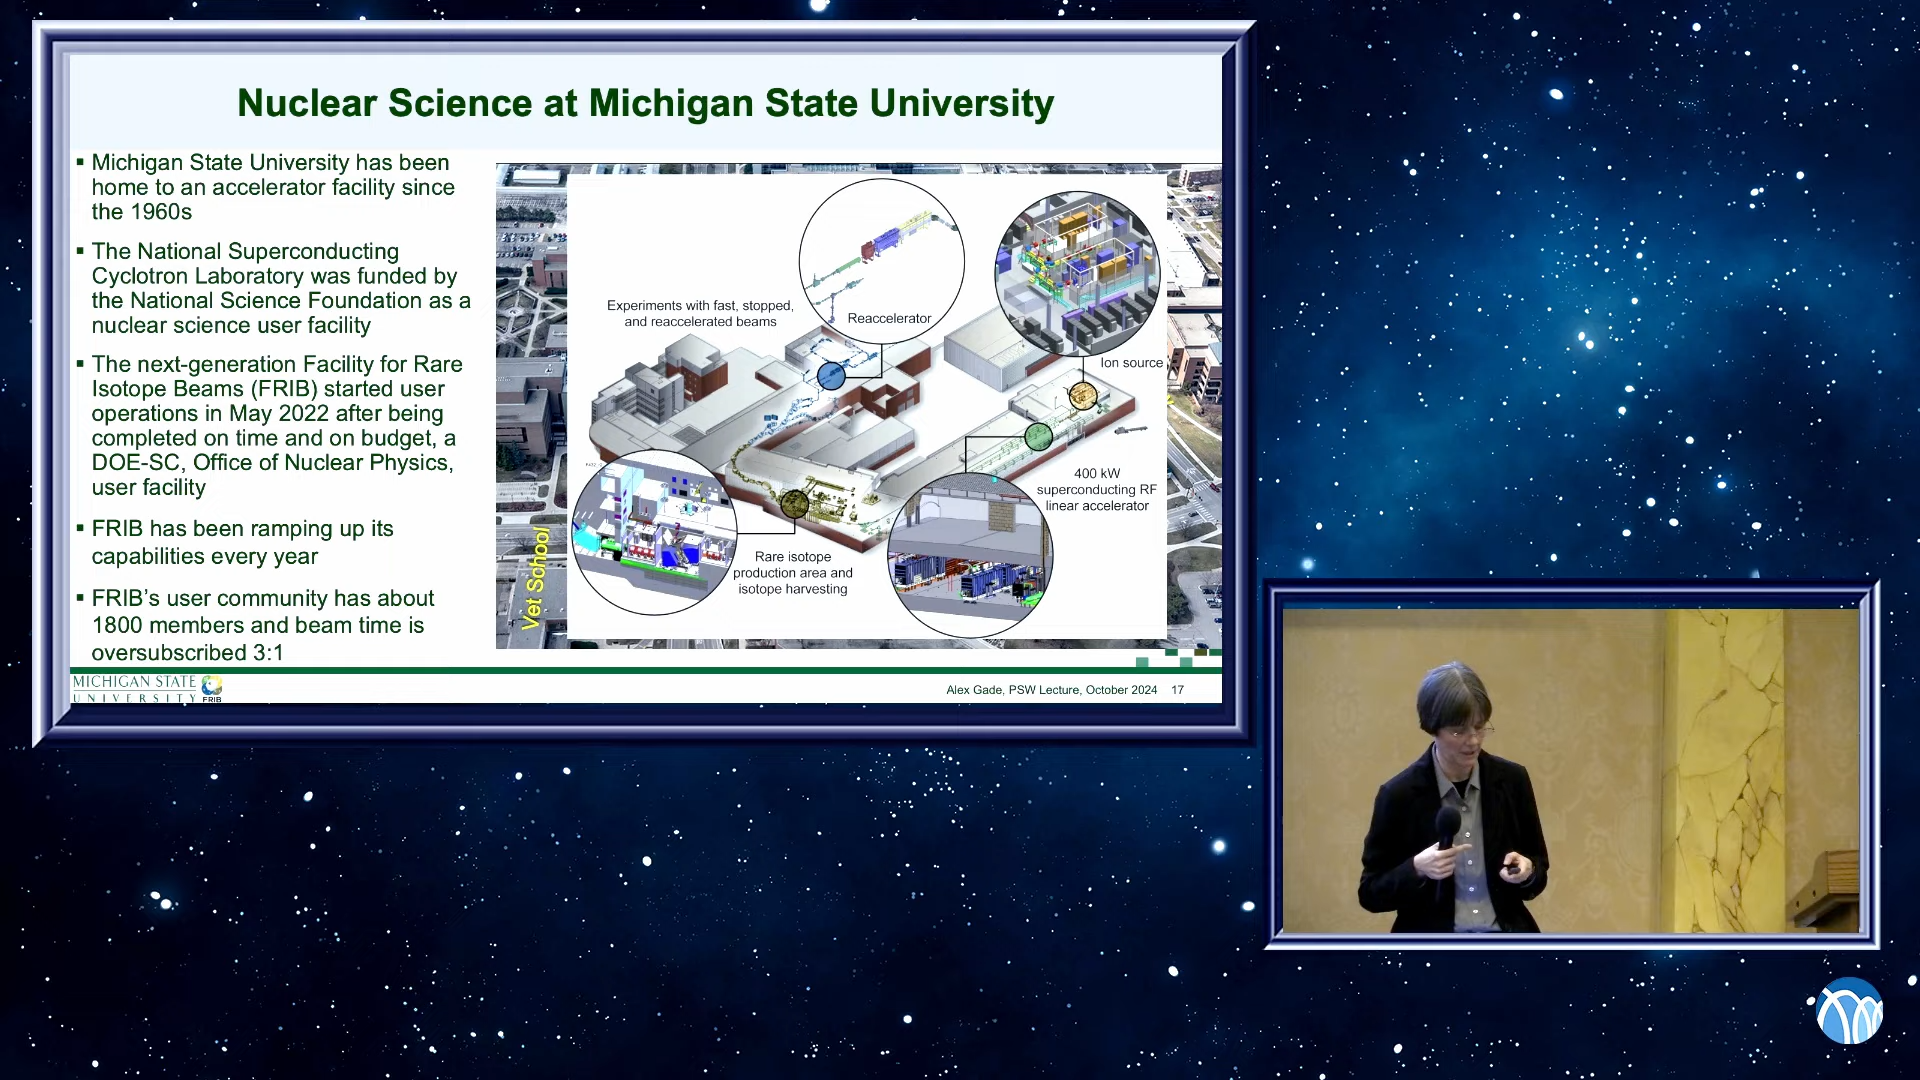 Nuclear Science at Michigan State University
▪ Michigan State University has been
home to an accelerator facility since
the 1960s
▪ The National Superconducting
Cyclotron Laboratory was funded by
the National Science Foundation as a
nuclear science user facility
▪ The next-generation Facility for Rare
Isotope Beams (FRIB) started user
operations in May 2022 after being
completed on time and on budget, a
DOE-SC, Office of Nuclear Physics,
user facility
▪ FRIB has been ramping up its
capabilities every year
▪ FRIB’s user community has about
1800 members and beam time is
oversubscribed 3:1
Experiments with fast, stopped,
and reaccelerated beams
Reaccelerator
Ion source
400 kW
superconducting RF
linear accelerator
Rare isotope
production area and
isotope harvesting
Vet School
MICHIGAN STATE
UNIVERSITY
FRIB
Alex Gade, PSW Lecture, October 2024 17